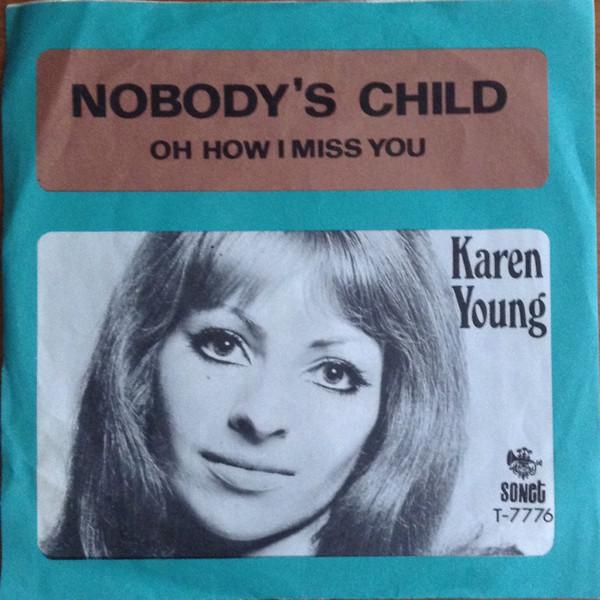 NOBODY'S CHILD
OH HOW I MISS YOU
Karen
Young
SONET
T-7776